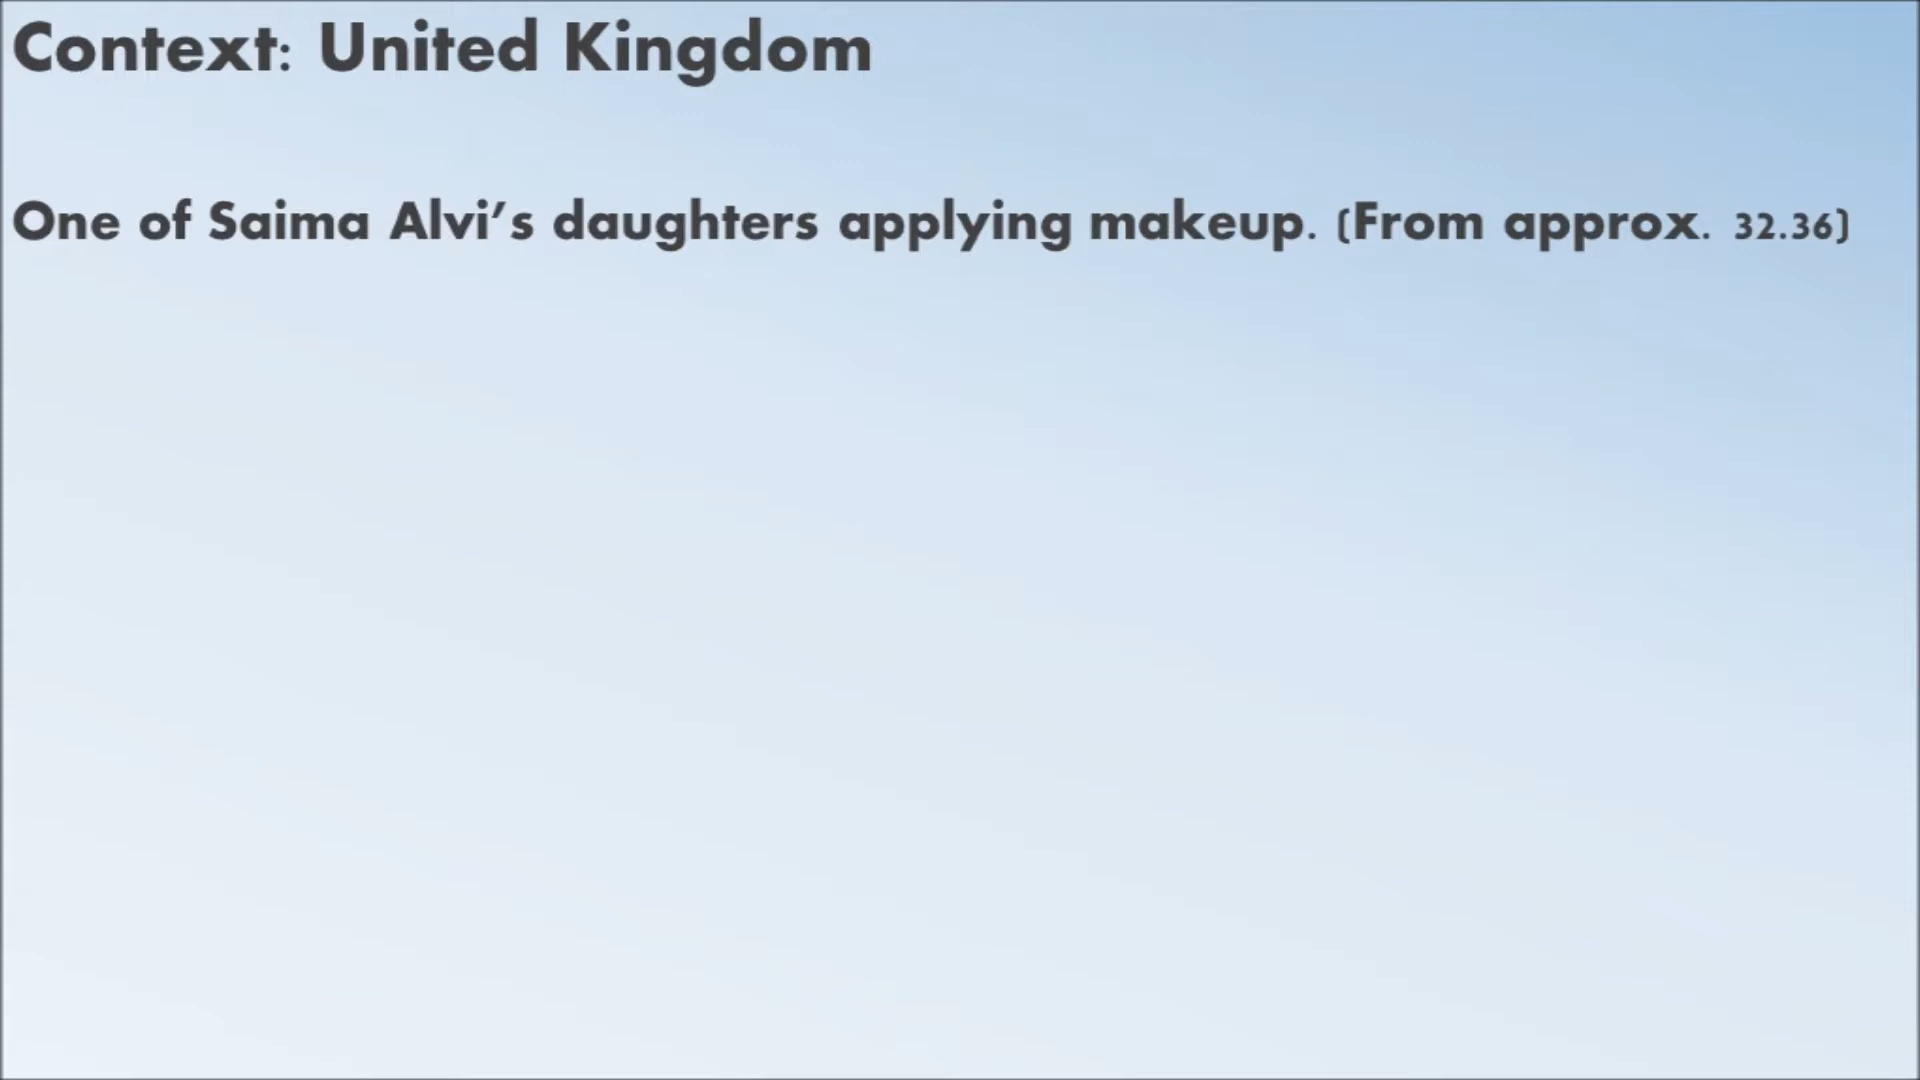 Context: United Kingdom
One of Saima Alvi’s daughters applying makeup. (From approx. 32.36)